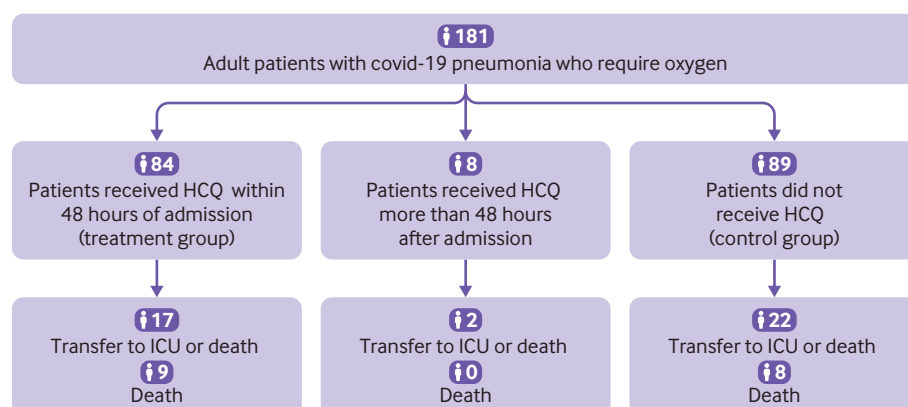 181
Adult patients with covid-19 pneumonia who require oxygen
84
Patients received HCQ within
48 hours of admission
(treatment group)
8
Patients received HCQ
more than 48 hours
after admission
89
Patients did not
receive HCQ
(control group)
17
Transfer to ICU or death
9
Death
2
Transfer to ICU or death
0
Death
22
Transfer to ICU or death
8
Death